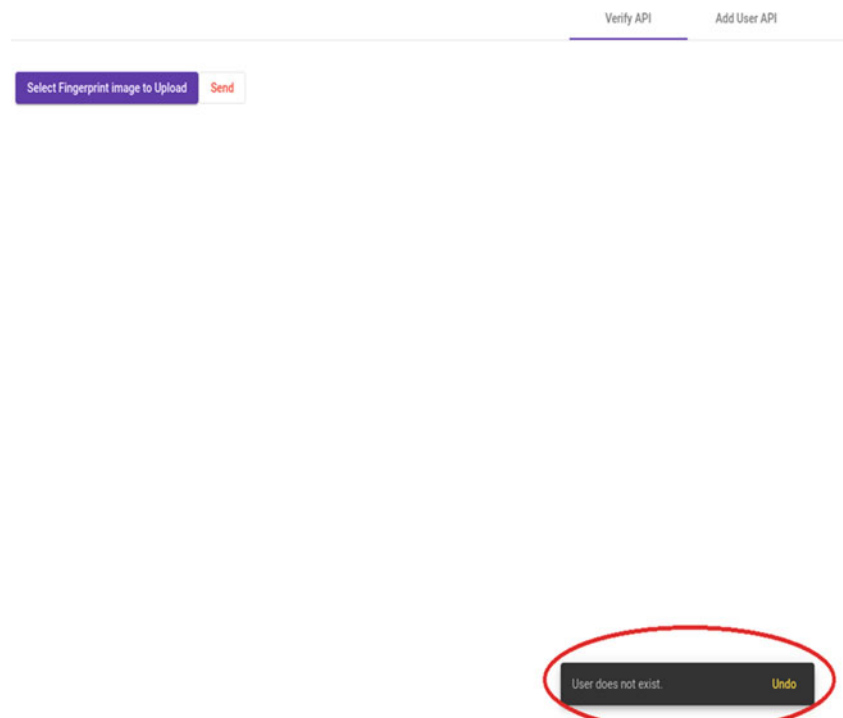 Verify API Add User API
Select Fingerprint image to Upload Send
User does not exist. Undo